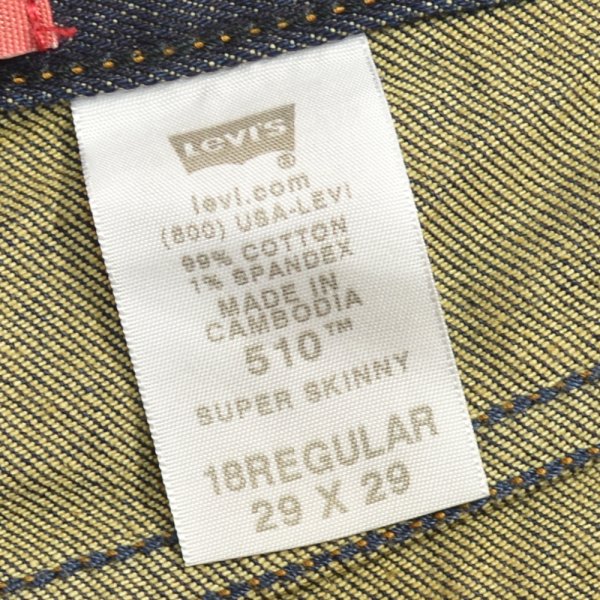 LEVI'S
®
levi.com
(800) USA-LEVI
99% COTTON
1% SPANDEX
MADE IN
CAMBODIA
510™
SUPER SKINNY
18REGULAR
29 X 29